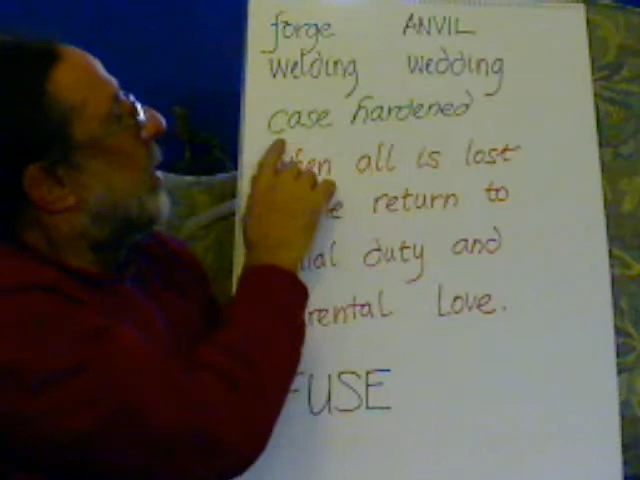 forge ANVIL
welding wedding
case hardened
all is lost
return to
duty and
Love.
FUSE